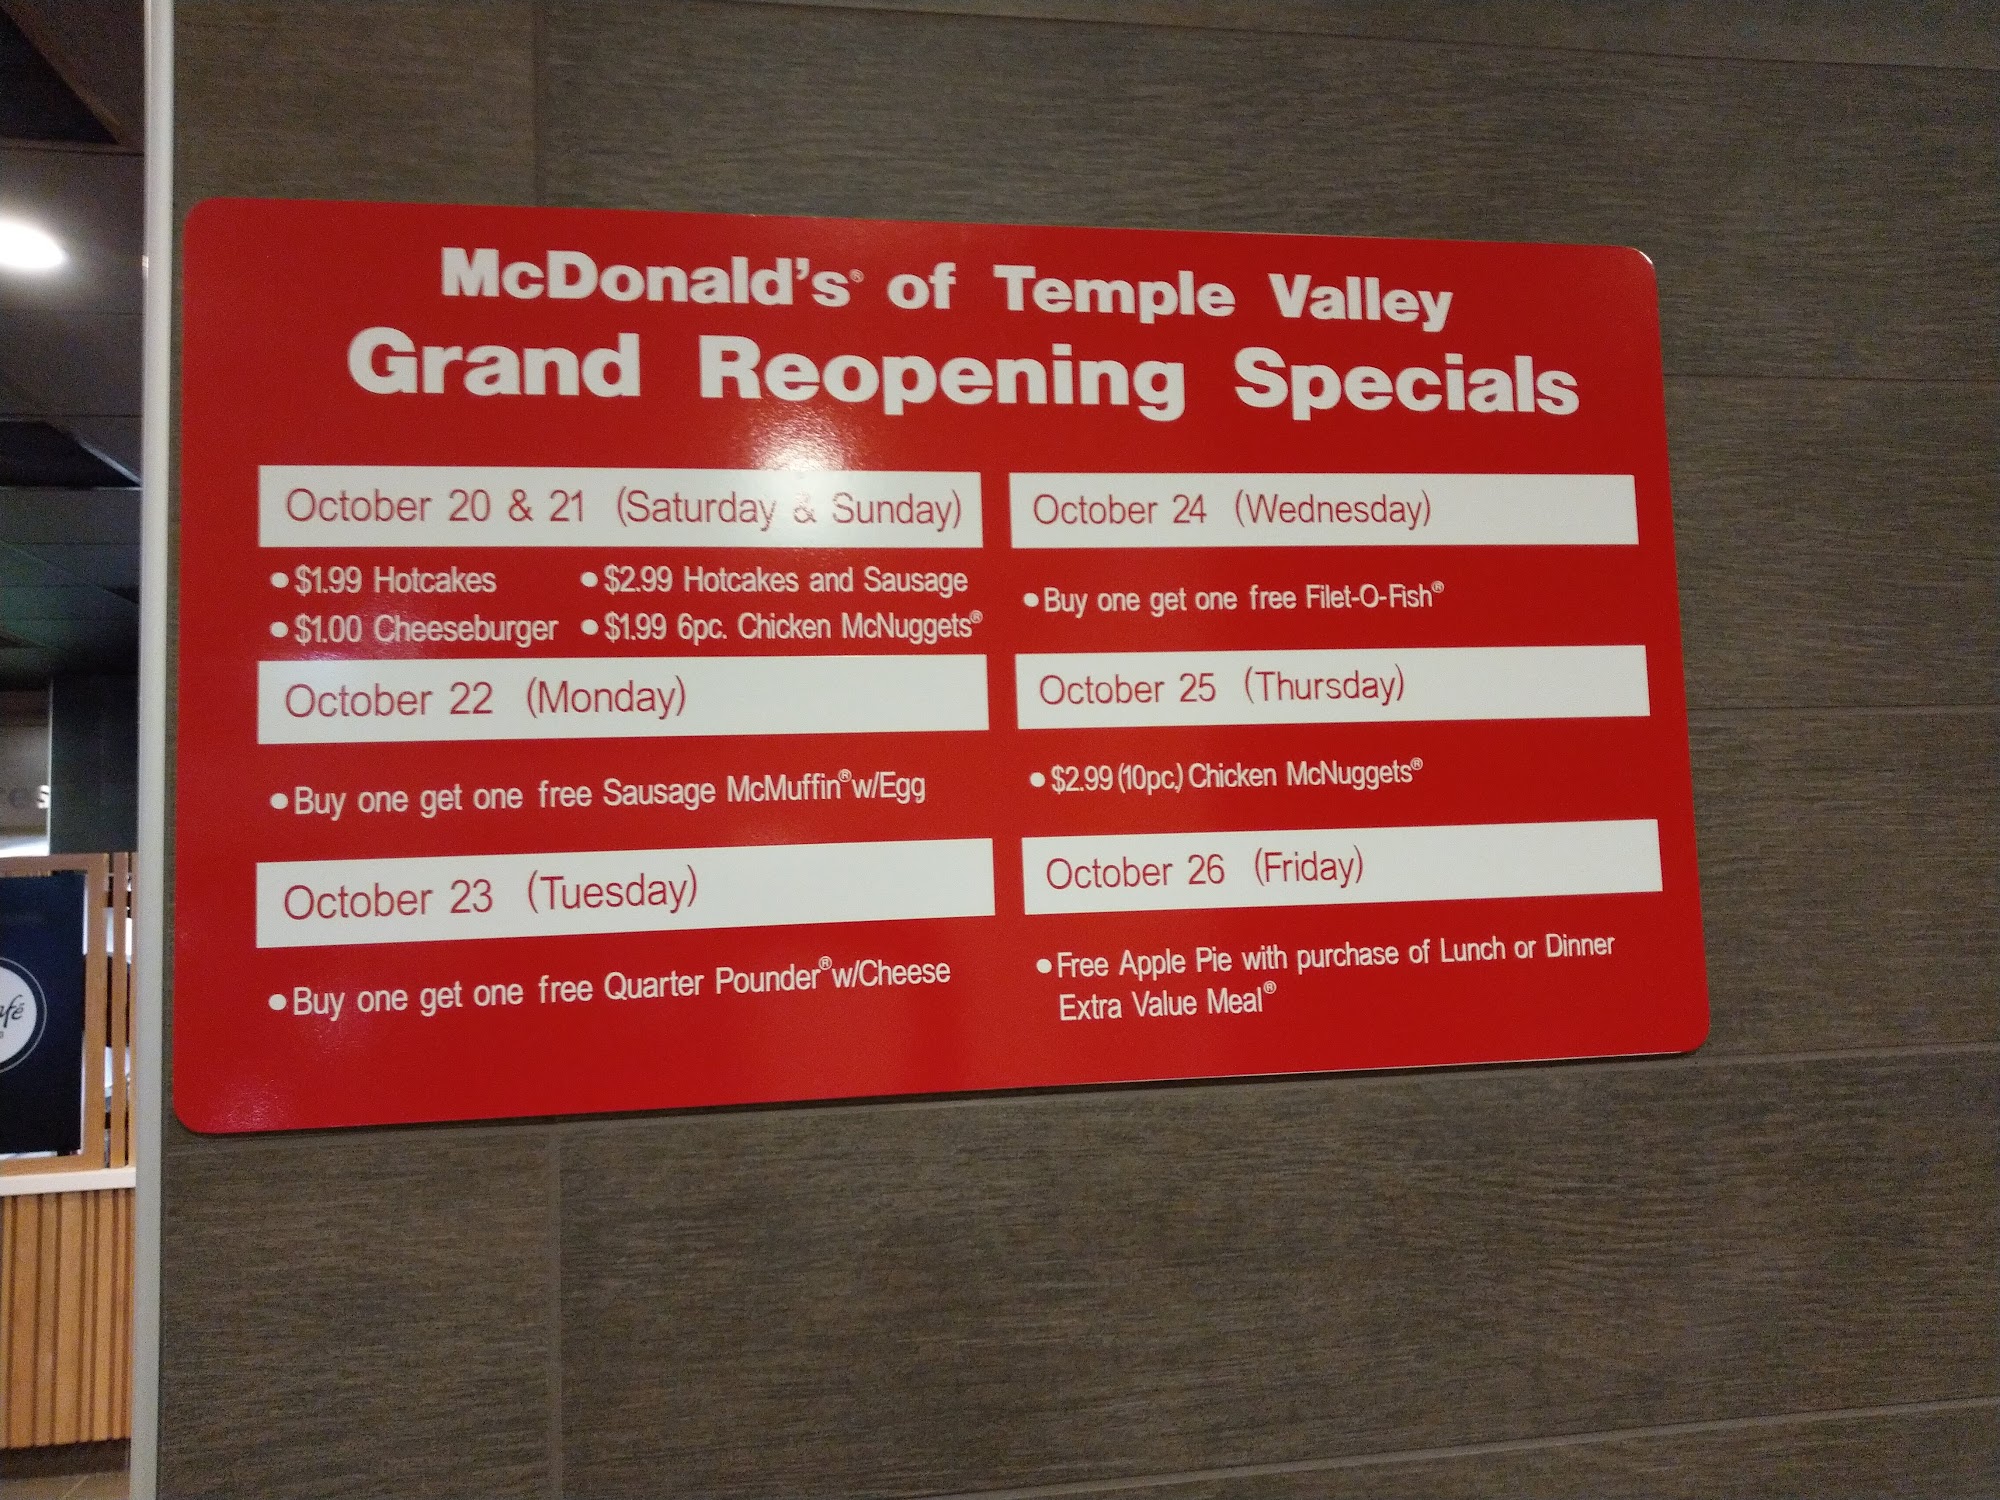 McDonald's® of Temple Valley
Grand Reopening Specials
October 20 & 21 (Saturday & Sunday)
• $1.99 Hotcakes • $2.99 Hotcakes and Sausage
• $1.00 Cheeseburger • $1.99 6pc. Chicken McNuggets®
October 22 (Monday)
• Buy one get one free Sausage McMuffin® w/Egg
October 23 (Tuesday)
• Buy one get one free Quarter Pounder® w/Cheese
October 24 (Wednesday)
• Buy one get one free Filet-O-Fish®
October 25 (Thursday)
• $2.99 (10pc.) Chicken McNuggets®
October 26 (Friday)
• Free Apple Pie with purchase of Lunch or Dinner
Extra Value Meal®